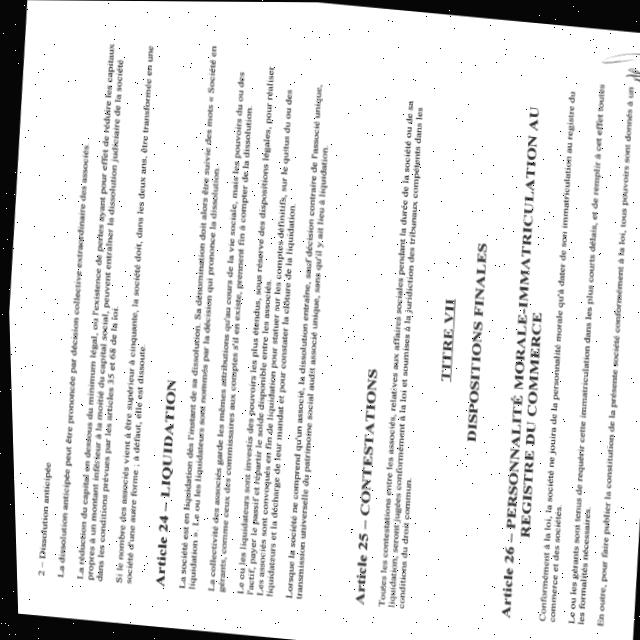 2 – Dissolution anticipée
La dissolution anticipée peut être prononcée par décision collective extraordinaire des associés.
La réduction du capital en dessous du minimum légal, où l'existence de pertes ayant pour effet de réduire les capitaux
propres à un montant inférieur à la moitié du capital social, peuvent entraîner la dissolution judiciaire de la société
dans les conditions prévues par les articles 35 et 68 de la loi.
Si le nombre des associés vient à être supérieur à cinquante, la société doit, dans les deux ans, être transformée en une
société d'une autre forme ; à défaut, elle est dissoute.
Article 24 – LIQUIDATION
La société est en liquidation dès l'instant de sa dissolution. Sa dénomination doit alors être suivie des mots « Société en
liquidation ». Le ou les liquidateurs sont nommés par la décision qui prononce la dissolution.
La collectivité des associés garde les mêmes attributions qu'au cours de la vie sociale, mais les pouvoirs du ou des
gérants, comme ceux des commissaires aux comptes s'il en existe, prennent fin à compter de la dissolution.
Le ou les liquidateurs sont investis des pouvoirs les plus étendus, sous réserve des dispositions légales, pour réaliser
l'actif, payer le passif et répartir le solde disponible entre les associés.
Les associés sont convoqués en fin de liquidation pour statuer sur les comptes définitifs, sur le quitus du ou des
liquidateurs et la décharge de leur mandat et pour constater la clôture de la liquidation.
Lorsque la société ne comprend qu'un associé, la dissolution entraîne, sauf décision contraire de l'associé unique,
transmission universelle du patrimoine social audit associé unique, sans qu'il y ait lieu à liquidation.
Article 25 – CONTESTATIONS
Toutes les contestations entre les associés, relatives aux affaires sociales pendant la durée de la société ou de sa
liquidation, seront jugées conformément à la loi et soumises à la juridiction des tribunaux compétents dans les
conditions du droit commun.
TITRE VII
DISPOSITIONS FINALES
Article 26 – PERSONNALITÉ MORALE-IMMATRICULATION AU
REGISTRE DU COMMERCE
Conformément à la loi, la société ne jouira de la personnalité morale qu'à dater de son immatriculation au registre du
commerce et des sociétés.
Le ou les gérants sont tenus de requérir cette immatriculation dans les plus courts délais, et de remplir à cet effet toutes
les formalités nécessaires.
En outre, pour faire publier la constitution de la présente société conformément à la loi, tous pouvoirs sont donnés à un